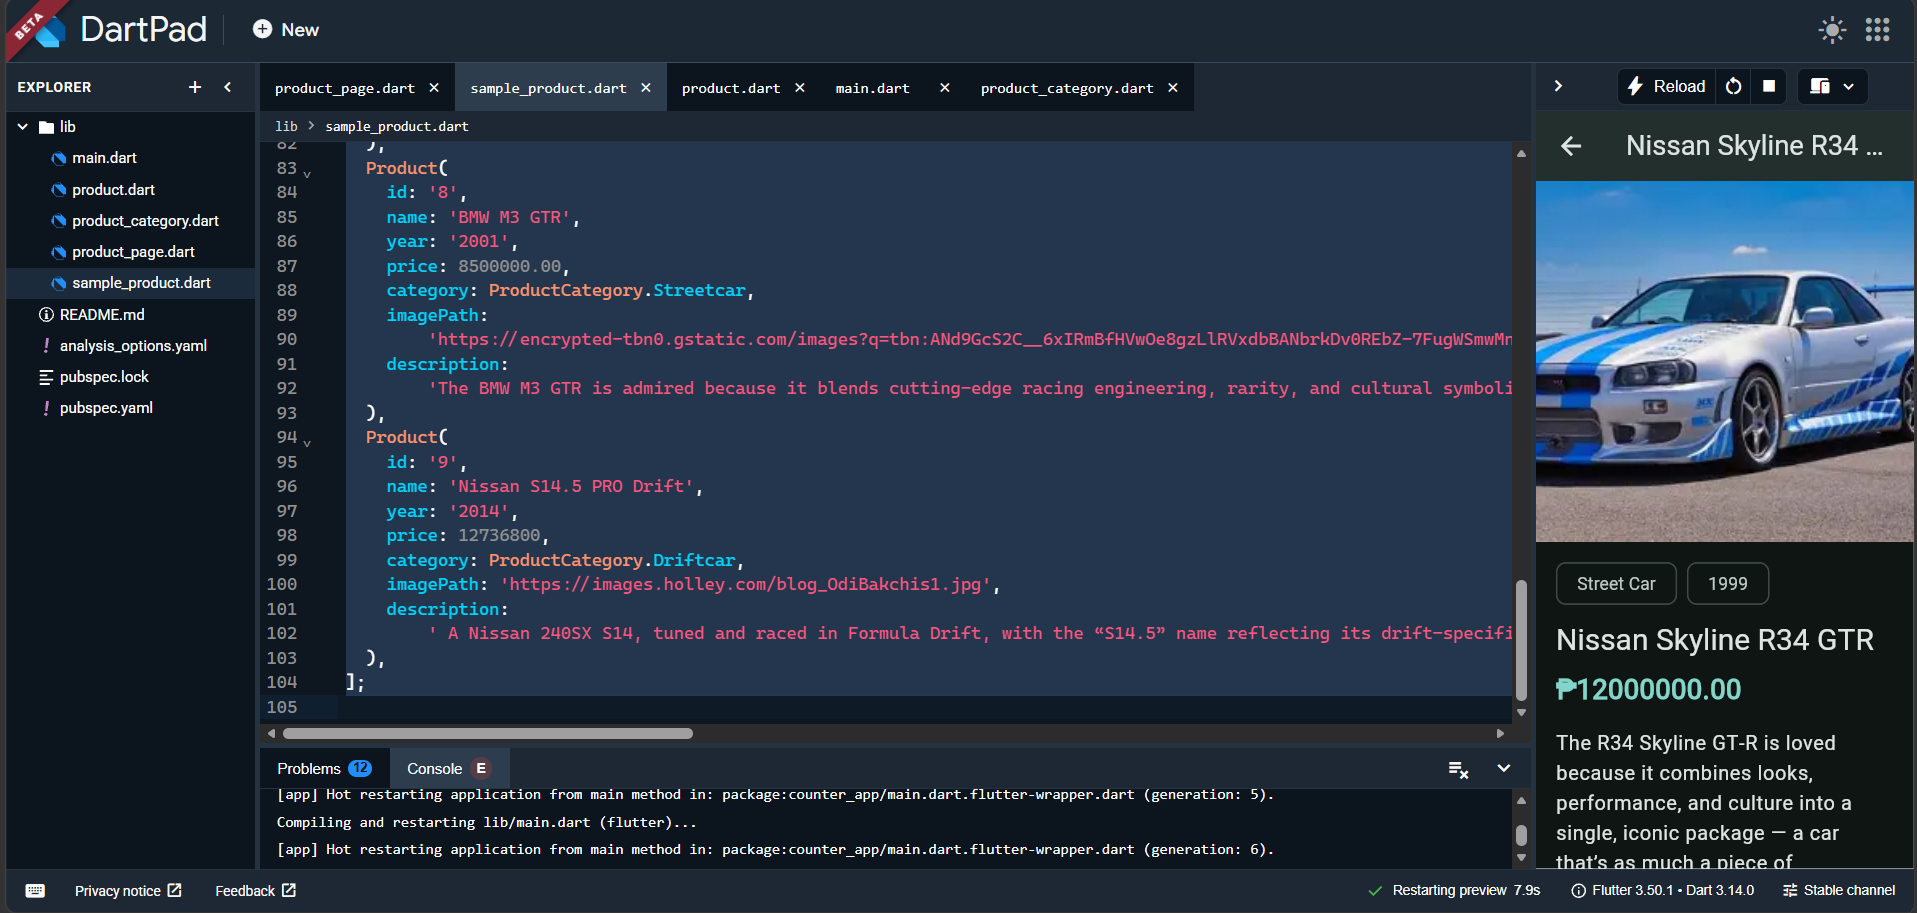 BETA
DartPad
New
EXPLORER
lib
main.dart
product.dart
product_category.dart
product_page.dart
sample_product.dart
README.md
! analysis_options.yaml
pubspec.lock
! pubspec.yaml
product_page.dart × sample_product.dart × product.dart × main.dart × product_category.dart ×
lib > sample_product.dart
82 ),
83 Product(
84 id: '8',
85 name: 'BMW M3 GTR',
86 year: '2001',
87 price: 8500000.00,
88 category: ProductCategory.Streetcar,
89 imagePath:
90 'https://encrypted-tbn0.gstatic.com/images?q=tbn:ANd9GcS2C__6xIRmBfHVwOe8gzLlRVxdbBANbrkDv0REbZ-7FugWSmwMn
91 description:
92 'The BMW M3 GTR is admired because it blends cutting-edge racing engineering, rarity, and cultural symboli
93 ),
94 Product(
95 id: '9',
96 name: 'Nissan S14.5 PRO Drift',
97 year: '2014',
98 price: 12736800,
99 category: ProductCategory.Driftcar,
100 imagePath: 'https://images.holley.com/blog_OdiBakchis1.jpg',
101 description:
102 ' A Nissan 240SX S14, tuned and raced in Formula Drift, with the “S14.5” name reflecting its drift-specifi
103 ),
104 ];
105
Problems 12 Console E
[app] Hot restarting application from main method in: package:counter_app/main.dart.flutter-wrapper.dart (generation: 5).
Compiling and restarting lib/main.dart (flutter)...
[app] Hot restarting application from main method in: package:counter_app/main.dart.flutter-wrapper.dart (generation: 6).
Reload
Nissan Skyline R34 ...
Street Car 1999
Nissan Skyline R34 GTR
₱12000000.00
The R34 Skyline GT-R is loved
because it combines looks,
performance, and culture into a
single, iconic package — a car
that’s as much a piece of
Privacy notice Feedback
Restarting preview 7.9s Flutter 3.50.1 • Dart 3.14.0 Stable channel